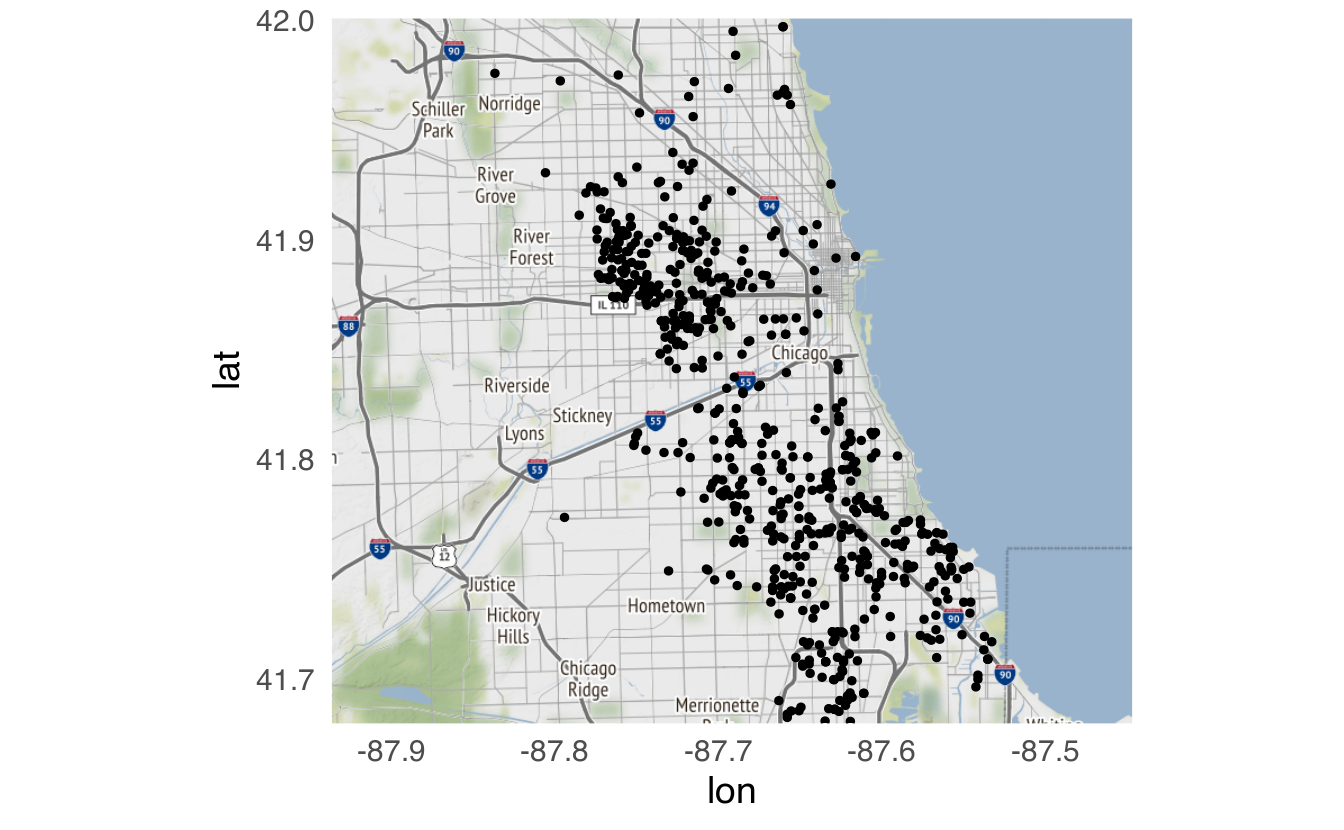 42.0
90
Schiller
Park
Norridge
90
River
Grove
94
41.9
River
Forest
IL 110
88
Chicago
lat
55
Riverside
Stickney
55
Lyons
41.8
55
n
55
US
12
Justice
Hometown
Hickory
Hills
90
Chicago
Ridge
90
41.7
Merrionette
-87.9
-87.8
-87.7
-87.6
-87.5
lon